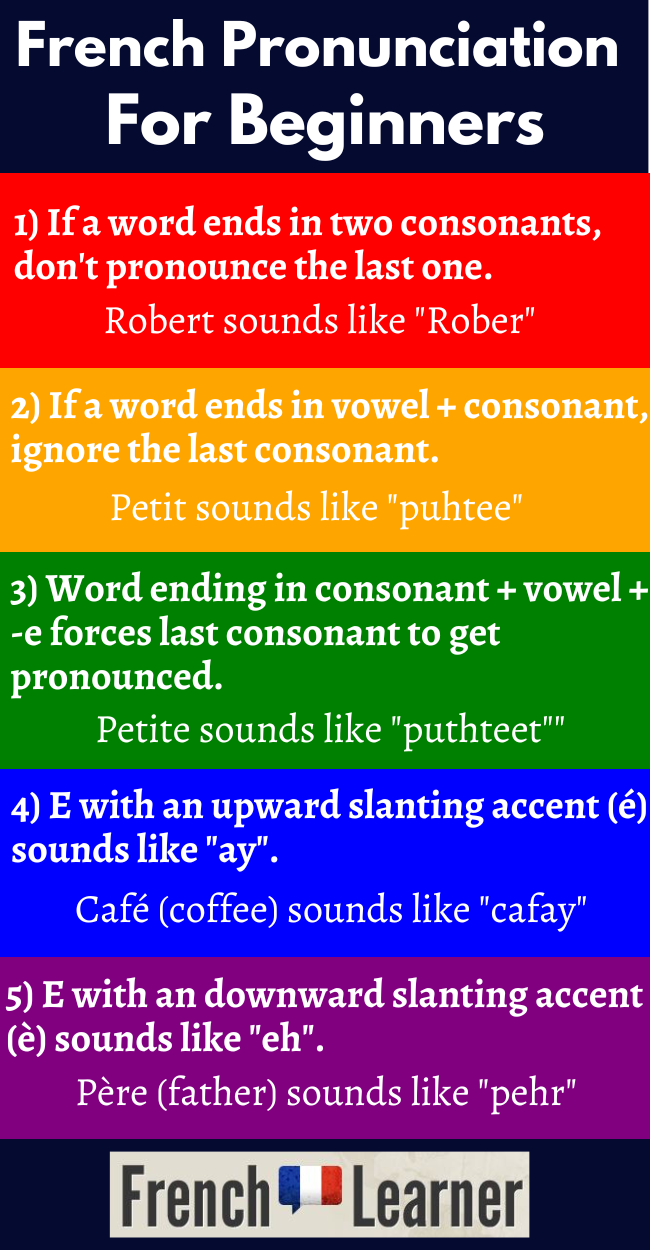 French Pronunciation
For Beginners
1) If a word ends in two consonants,
don't pronounce the last one.
Robert sounds like "Rober"
2) If a word ends in vowel + consonant,
ignore the last consonant.
Petit sounds like "puhtee"
3) Word ending in consonant + vowel +
-e forces last consonant to get
pronounced.
Petite sounds like "puthteet""
4) E with an upward slanting accent (é)
sounds like "ay".
Café (coffee) sounds like "cafay"
5) E with an downward slanting accent
(è) sounds like "eh".
Père (father) sounds like "pehr"
French Learner